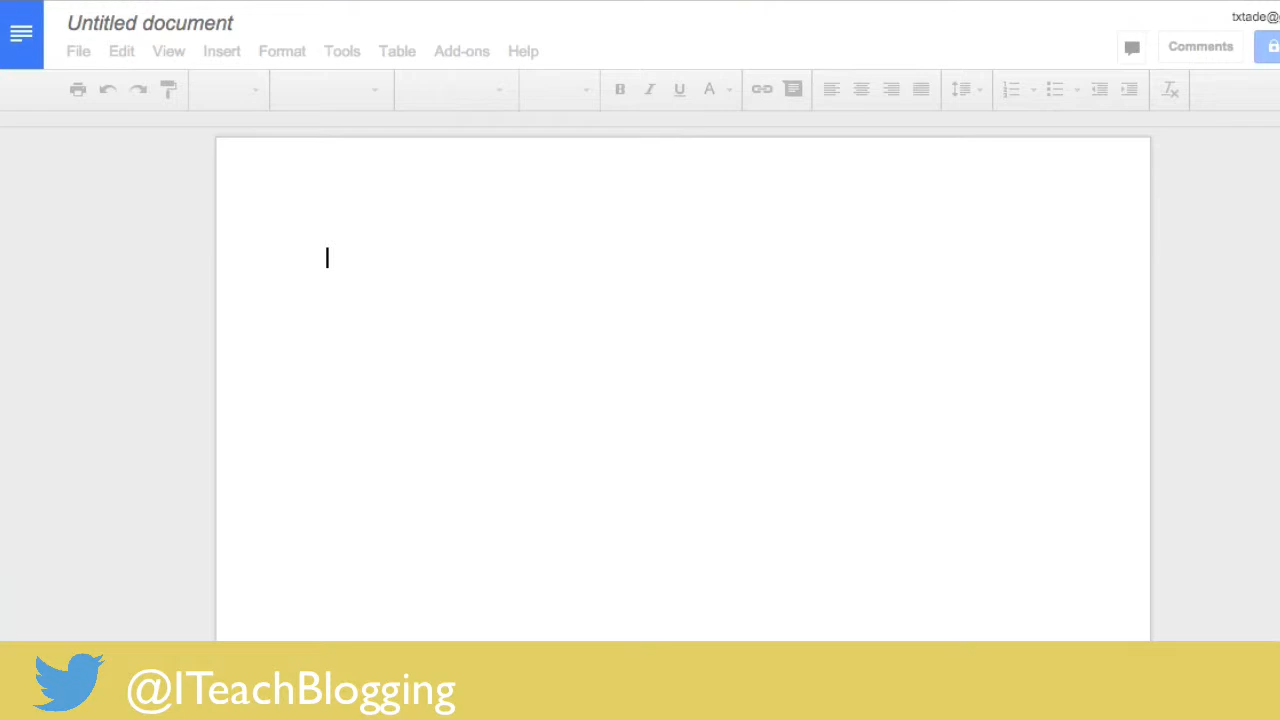 Untitled document
txtade@
File Edit View Insert Format Tools Table Add-ons Help
Comments
B I U A
@ITeachBlogging